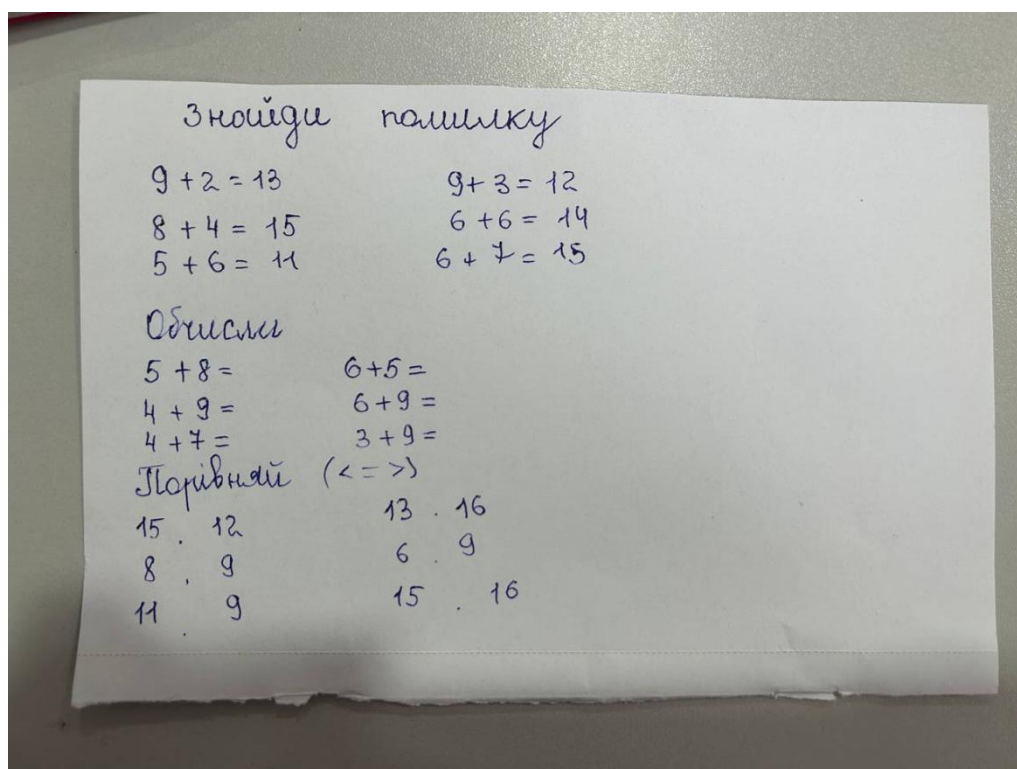 Знайди помилку
9 + 2 = 13 9 + 3 = 12
8 + 4 = 15 6 + 6 = 14
5 + 6 = 11 6 + 7 = 15
Обчисли
5 + 8 = 6 + 5 =
4 + 9 = 6 + 9 =
4 + 7 = 3 + 9 =
Порівняй (< = >)
15 . 12 13 . 16
8 . 9 6 . 9
11 . 9 15 . 16